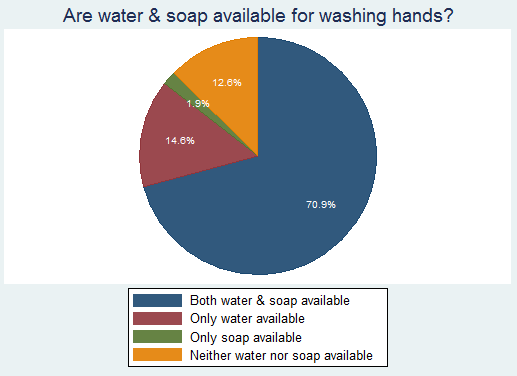 Are water & soap available for washing hands?
12.6%
1.9%
14.6%
70.9%
Both water & soap available
Only water available
Only soap available
Neither water nor soap available